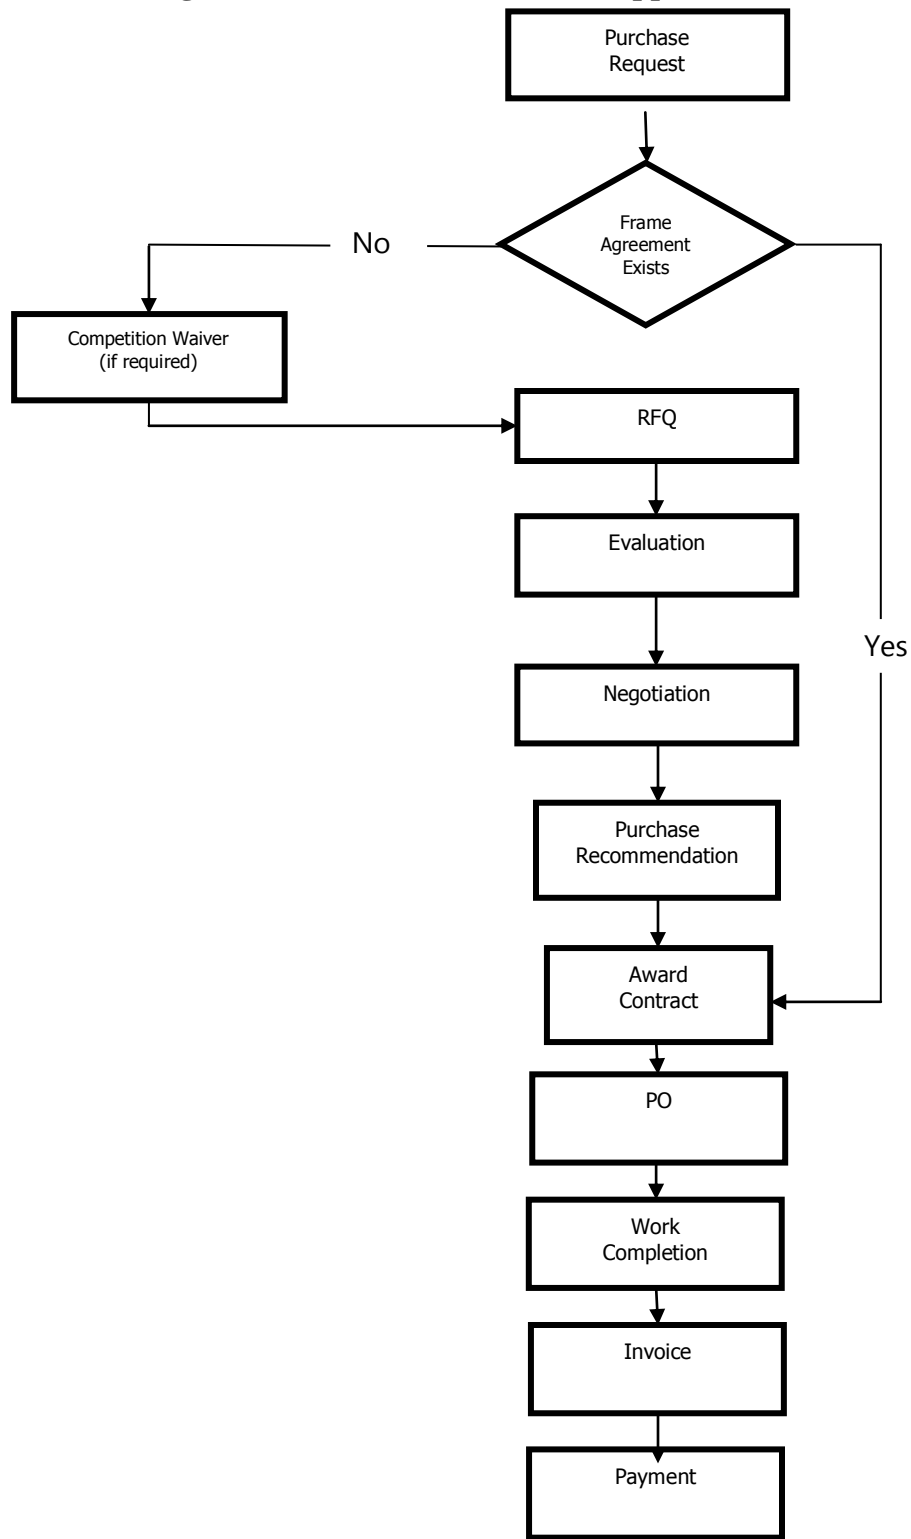 Purchase
Request
Frame
Agreement
Exists
No
Competition Waiver
(if required)
RFQ
Evaluation
Yes
Negotiation
Purchase
Recommendation
Award
Contract
PO
Work
Completion
Invoice
Payment